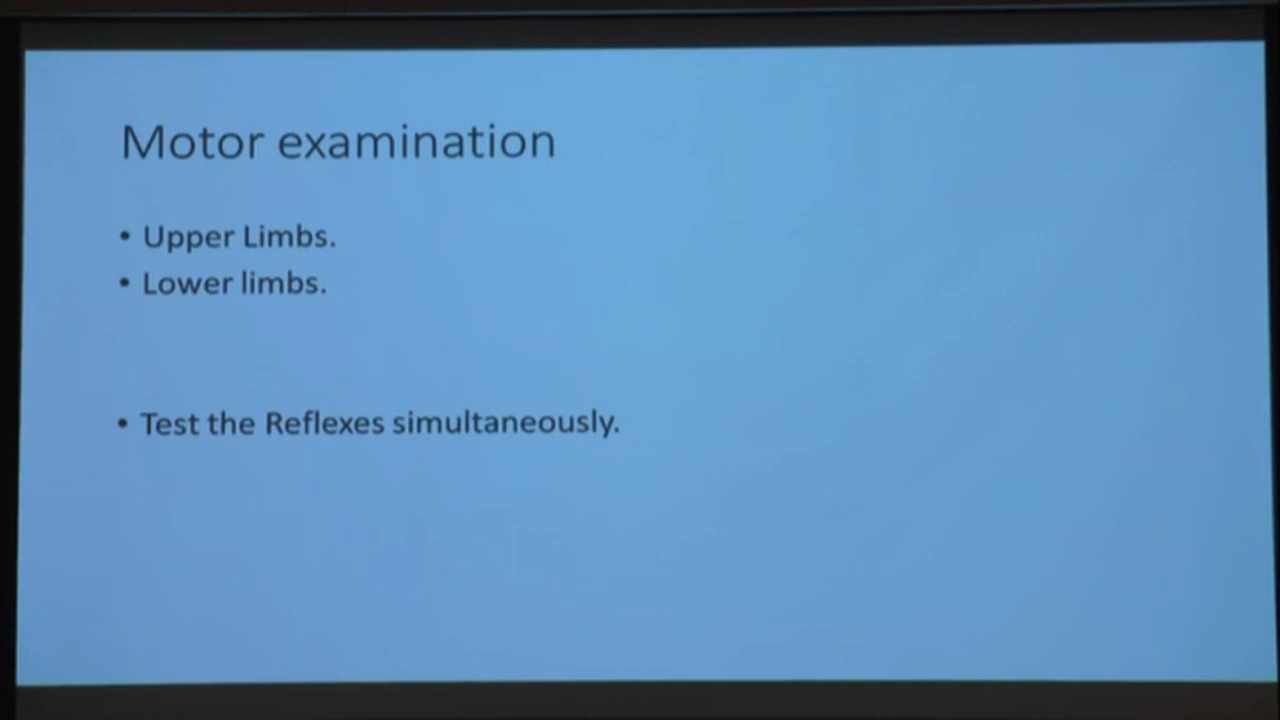 Motor examination
• Upper Limbs.
• Lower limbs.
• Test the Reflexes simultaneously.